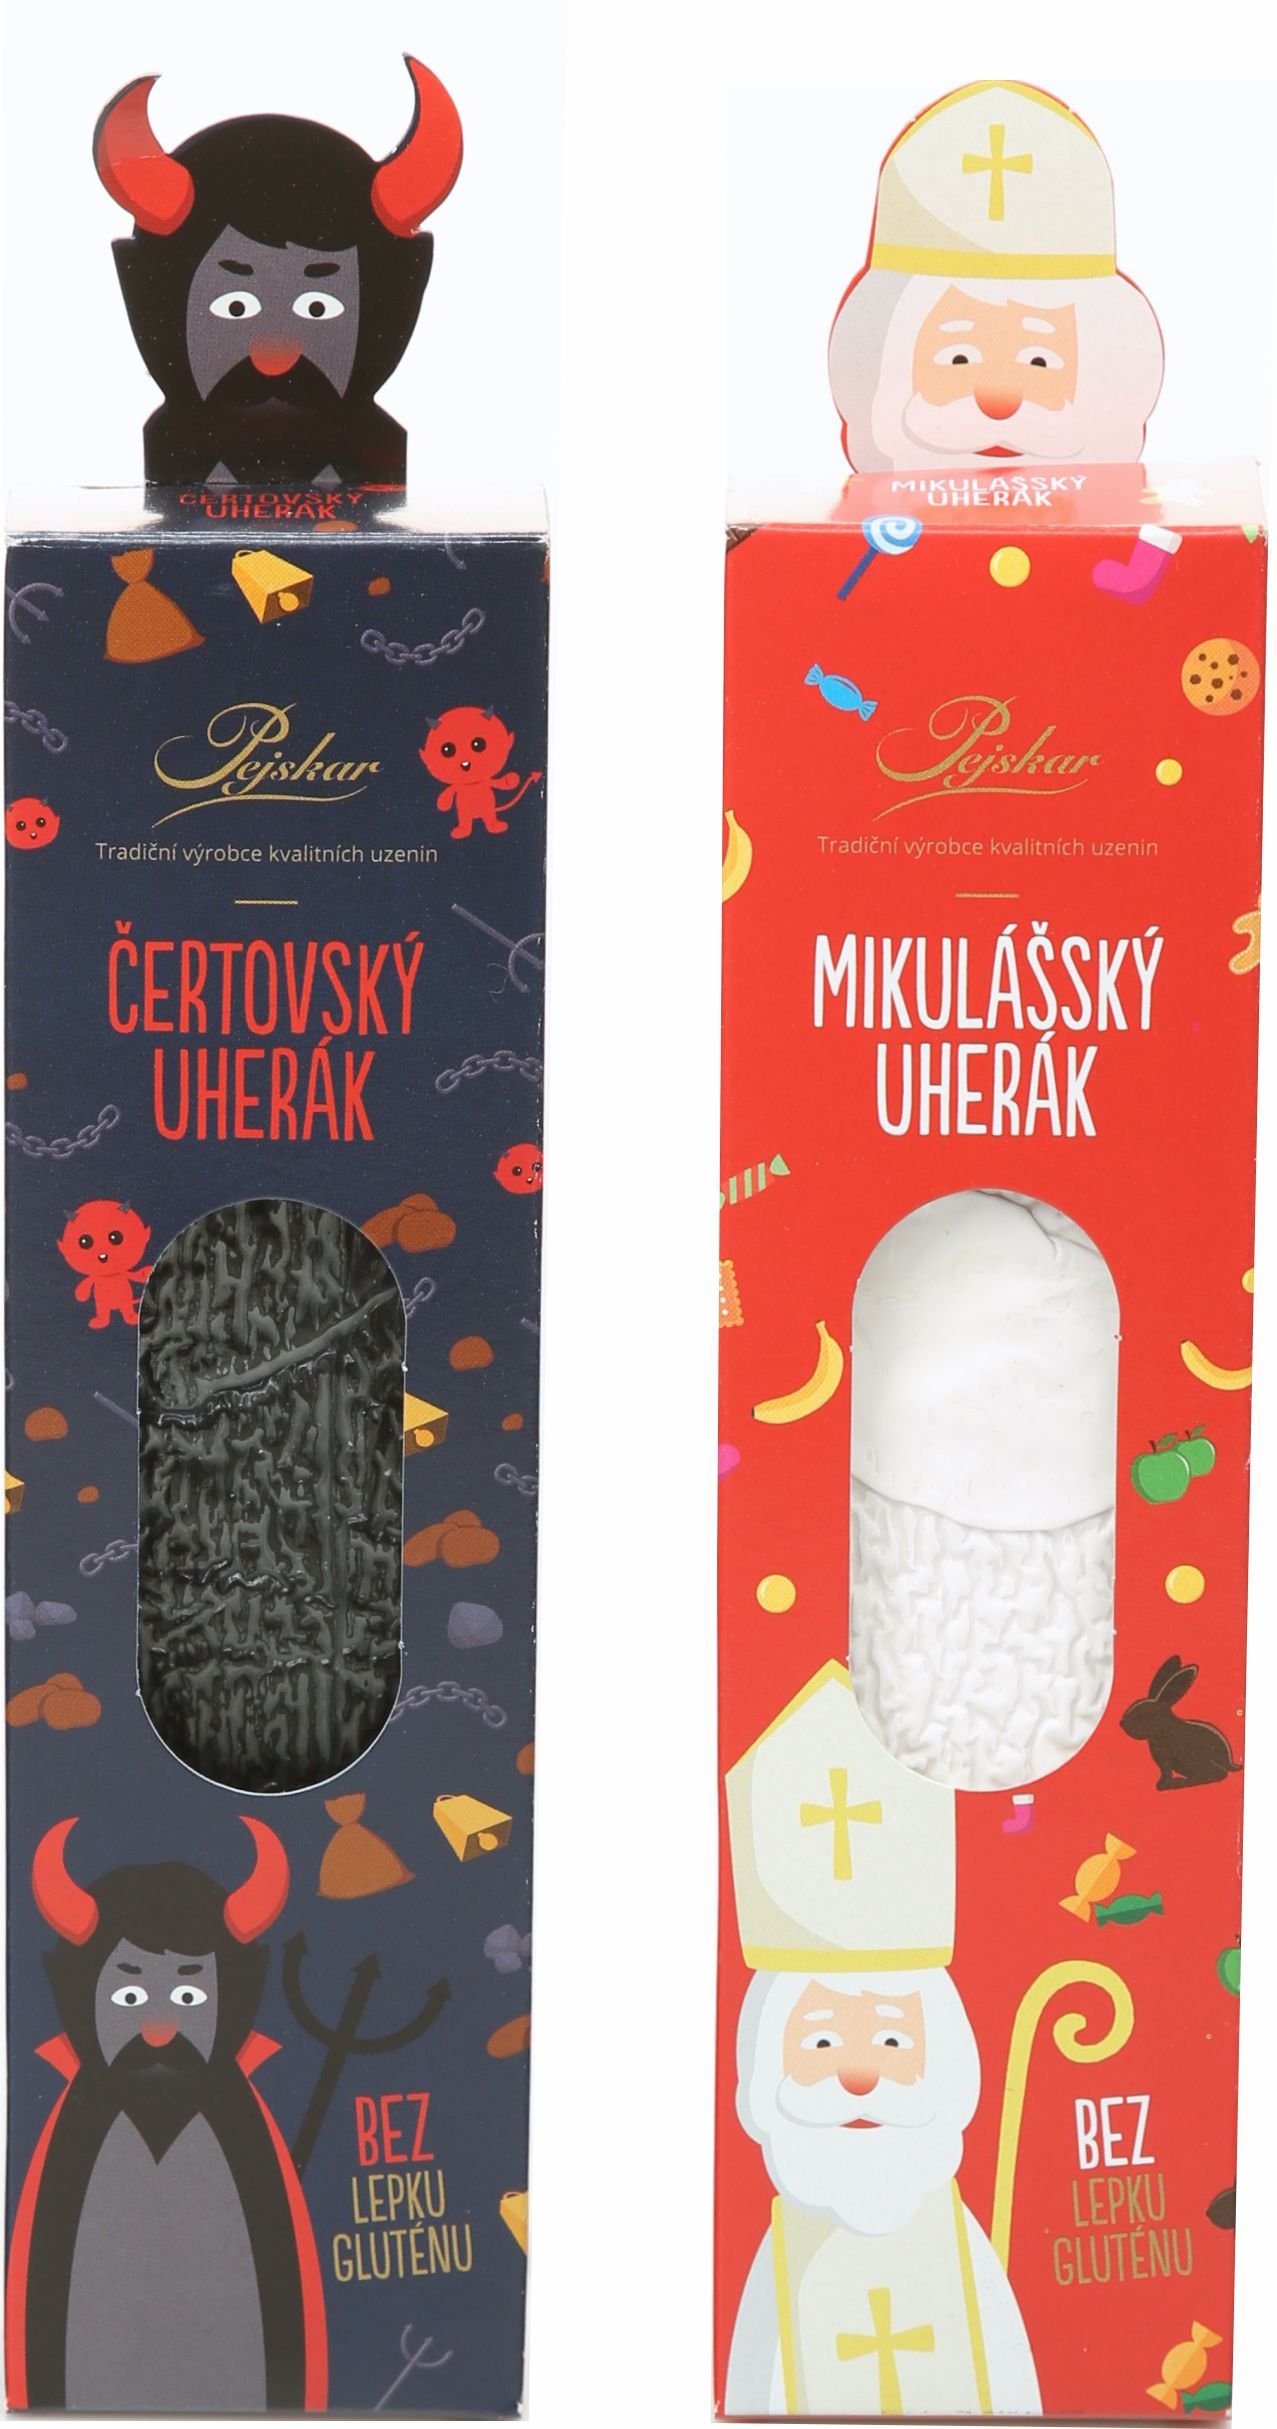 ČERTOVSKÝ
UHERÁK
Pejskar
Tradiční výrobce kvalitních uzenin
ČERTOVSKÝ
UHERÁK
BEZ
LEPKU
GLUTÉNU
MIKULÁŠSKÝ
UHERÁK
Pejskar
Tradiční výrobce kvalitních uzenin
MIKULÁŠSKÝ
UHERÁK
BEZ
LEPKU
GLUTÉNU